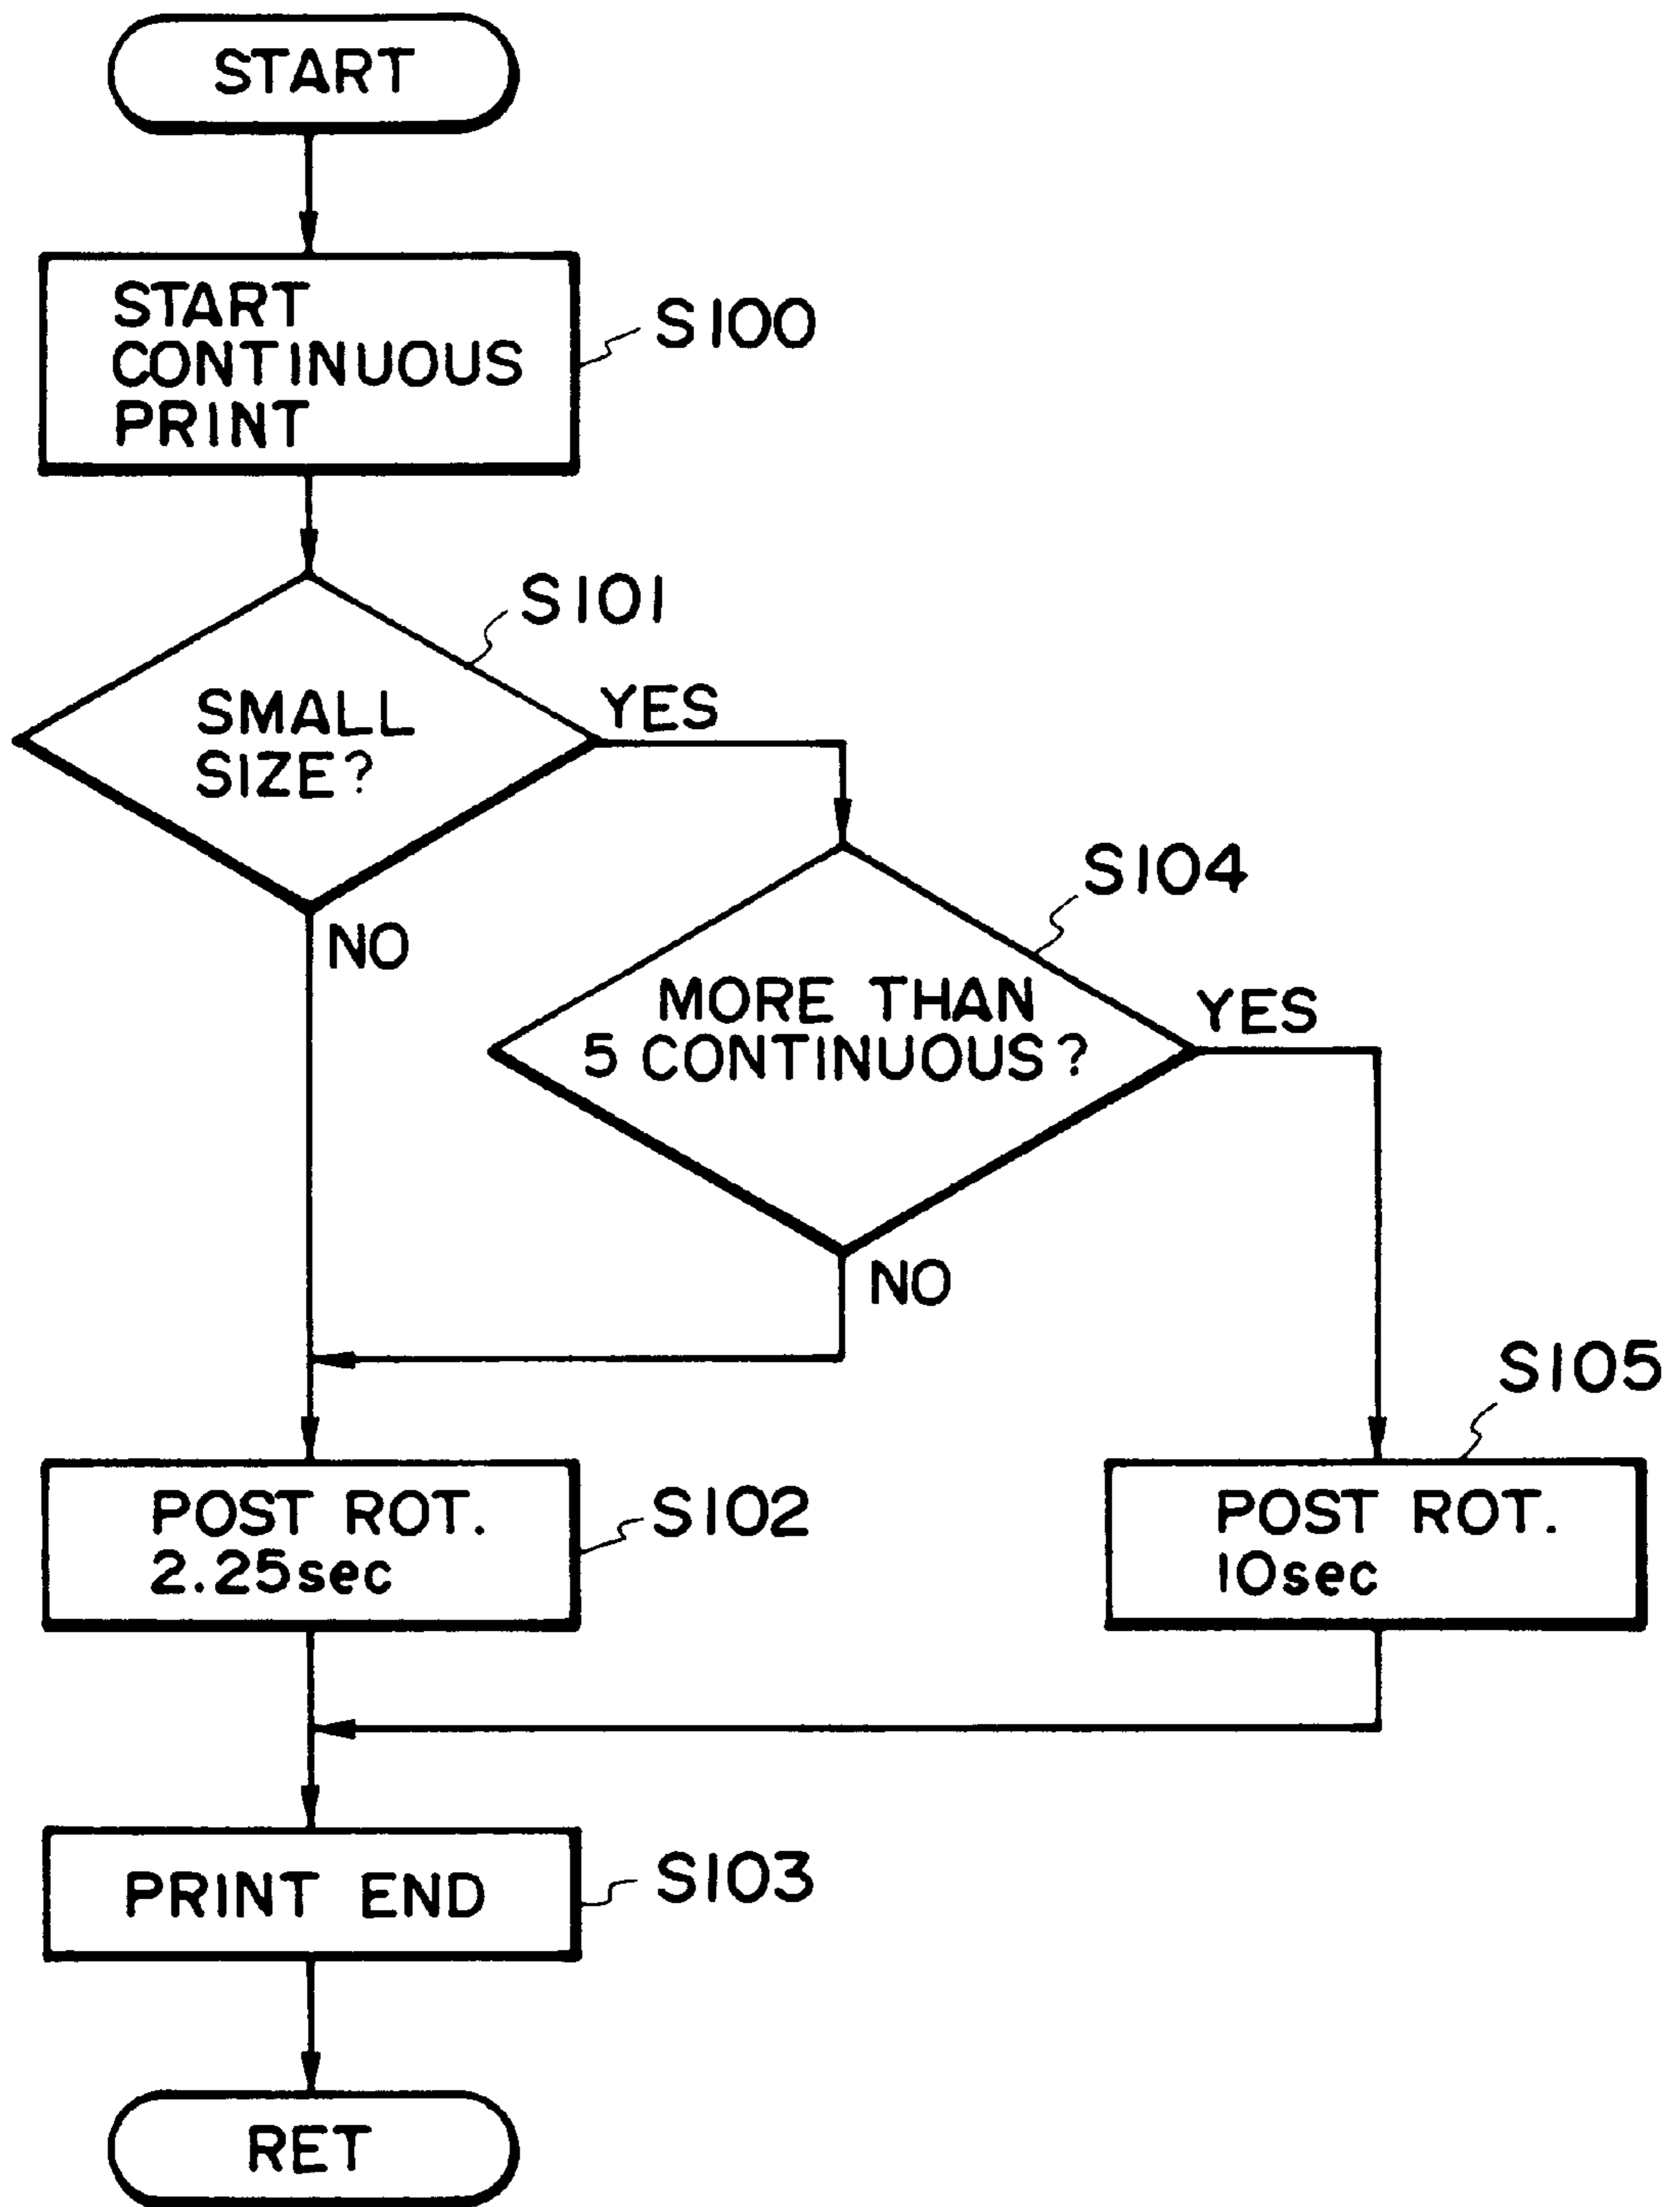 START
START
CONTINUOUS
PRINT
S100
S101
SMALL
SIZE?
YES
NO
S104
MORE THAN
5 CONTINUOUS?
YES
NO
S105
POST ROT.
2.25sec
S102
POST ROT.
10sec
PRINT END
S103
RET